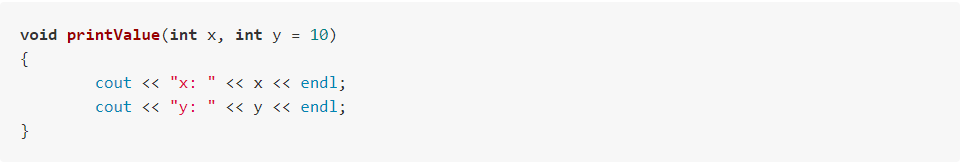 void printValue(int x, int y = 10)
{
        cout << "x: " << x << endl;
        cout << "y: " << y << endl;
}